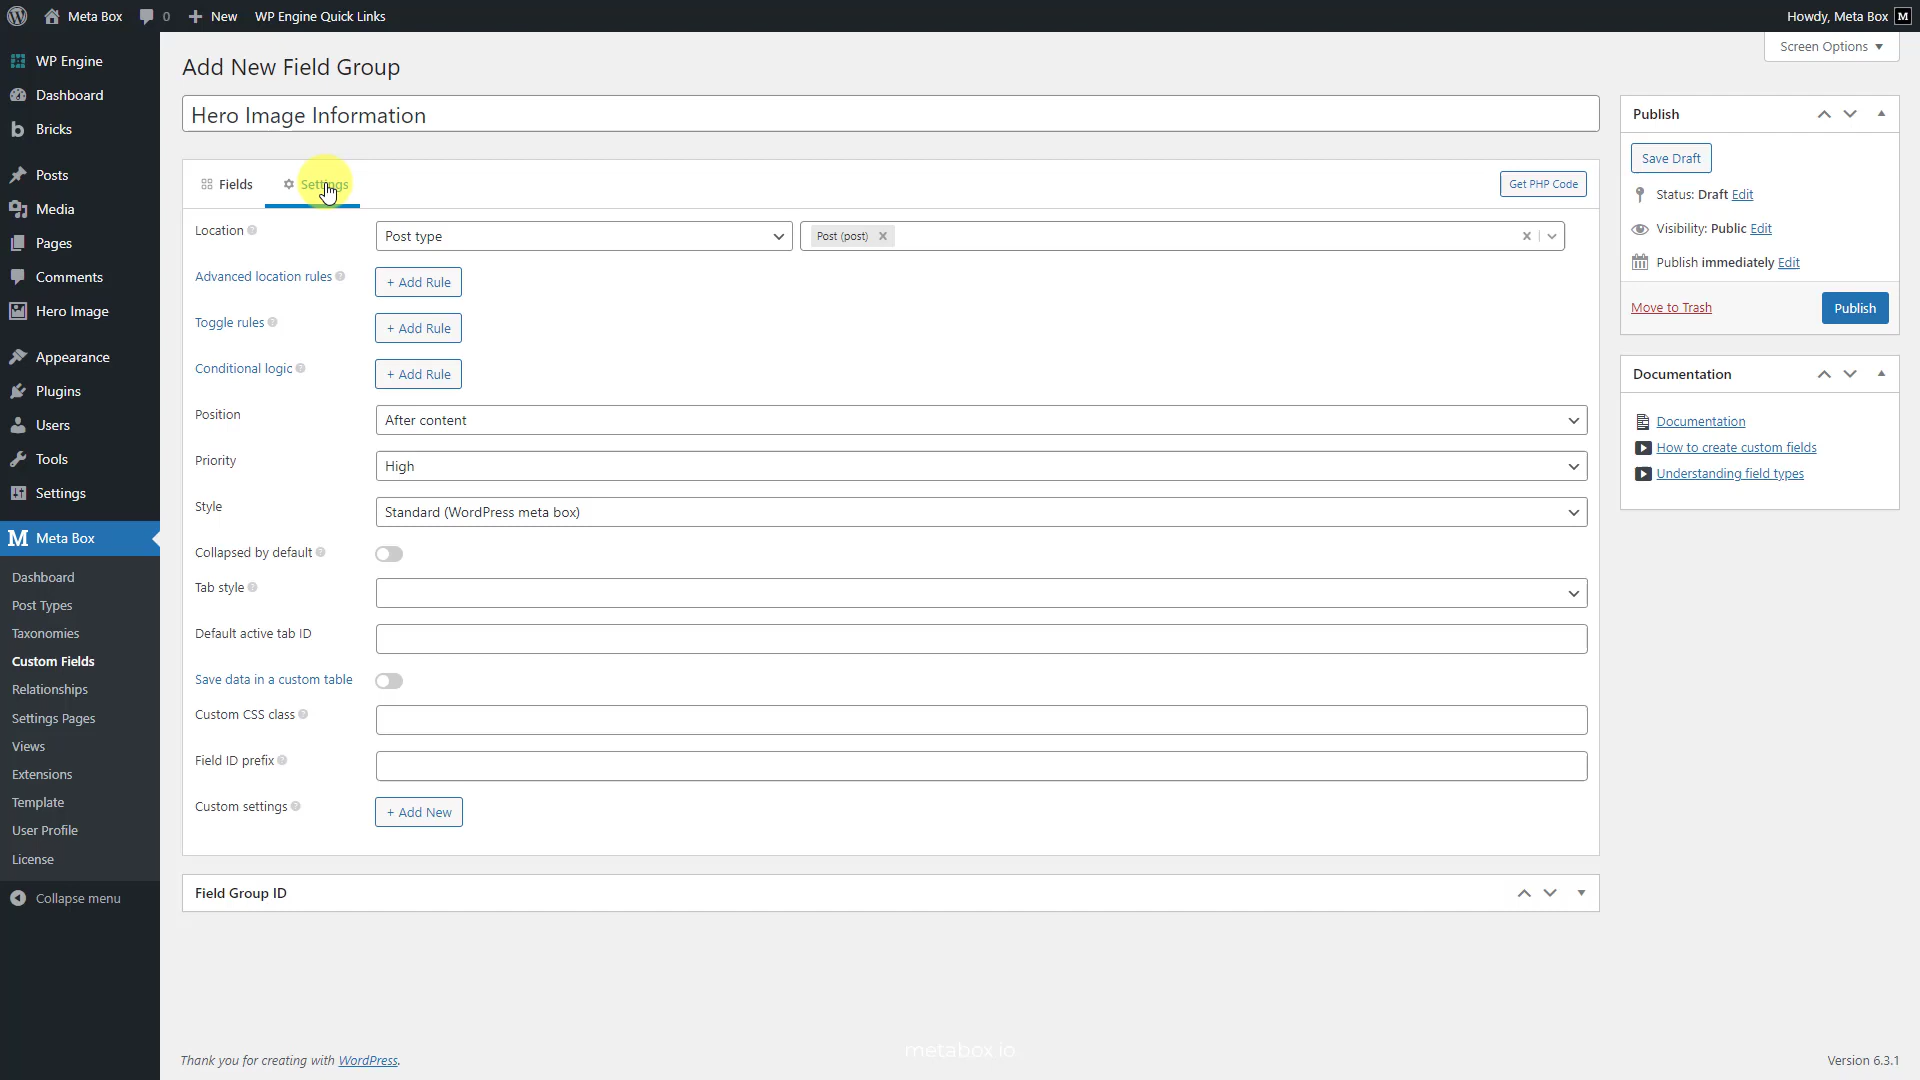 Meta Box
0
New
WP Engine Quick Links
Howdy, Meta Box
M
Screen Options
WP Engine
Dashboard
Bricks
Posts
Media
Pages
Comments
Hero Image
Appearance
Plugins
Users
Tools
Settings
M Meta Box
Dashboard
Post Types
Taxonomies
Custom Fields
Relationships
Settings Pages
Views
Extensions
Template
User Profile
License
Collapse menu
Add New Field Group
Hero Image Information
Fields
Settings
Get PHP Code
Location
Post type
Post (post)
Advanced location rules
+ Add Rule
Toggle rules
+ Add Rule
Conditional logic
+ Add Rule
Position
After content
Priority
High
Style
Standard (WordPress meta box)
Collapsed by default
Tab style
Default active tab ID
Save data in a custom table
Custom CSS class
Field ID prefix
Custom settings
+ Add New
Field Group ID
Publish
Save Draft
Status: Draft Edit
Visibility: Public Edit
Publish immediately Edit
Move to Trash
Publish
Documentation
Documentation
How to create custom fields
Understanding field types
Thank you for creating with WordPress.
metabox.io
Version 6.3.1